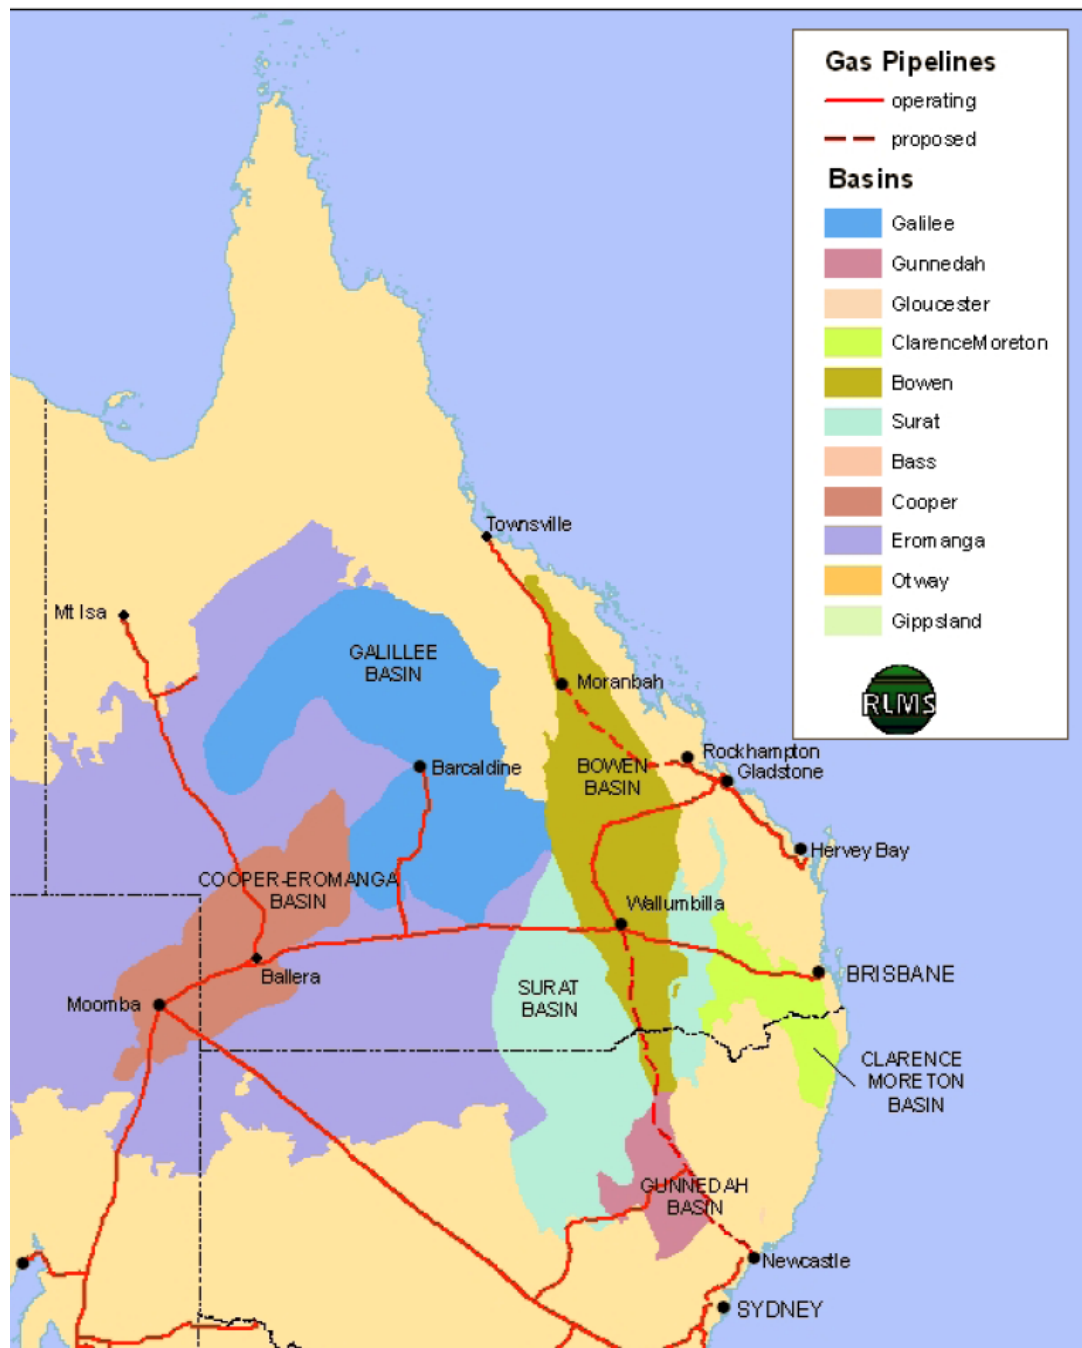 Gas Pipelines
operating
proposed
Basins
Galilee
Gunnedah
Gloucester
ClarenceMoreton
Bowen
Surat
Bass
Cooper
Eromanga
Otway
Gippsland
RLMS
Townsville
Mt Isa
GALILLEE
BASIN
Moranbah
Rockhampton
Gladstone
Barcaldine
BOWEN
BASIN
Hervey Bay
COOPER-EROMANGA
BASIN
Wallumbilla
Ballera
BRISBANE
Moomba
SURAT
BASIN
CLARENCE
MORETON
BASIN
GUNNEDAH
BASIN
Newcastle
SYDNEY